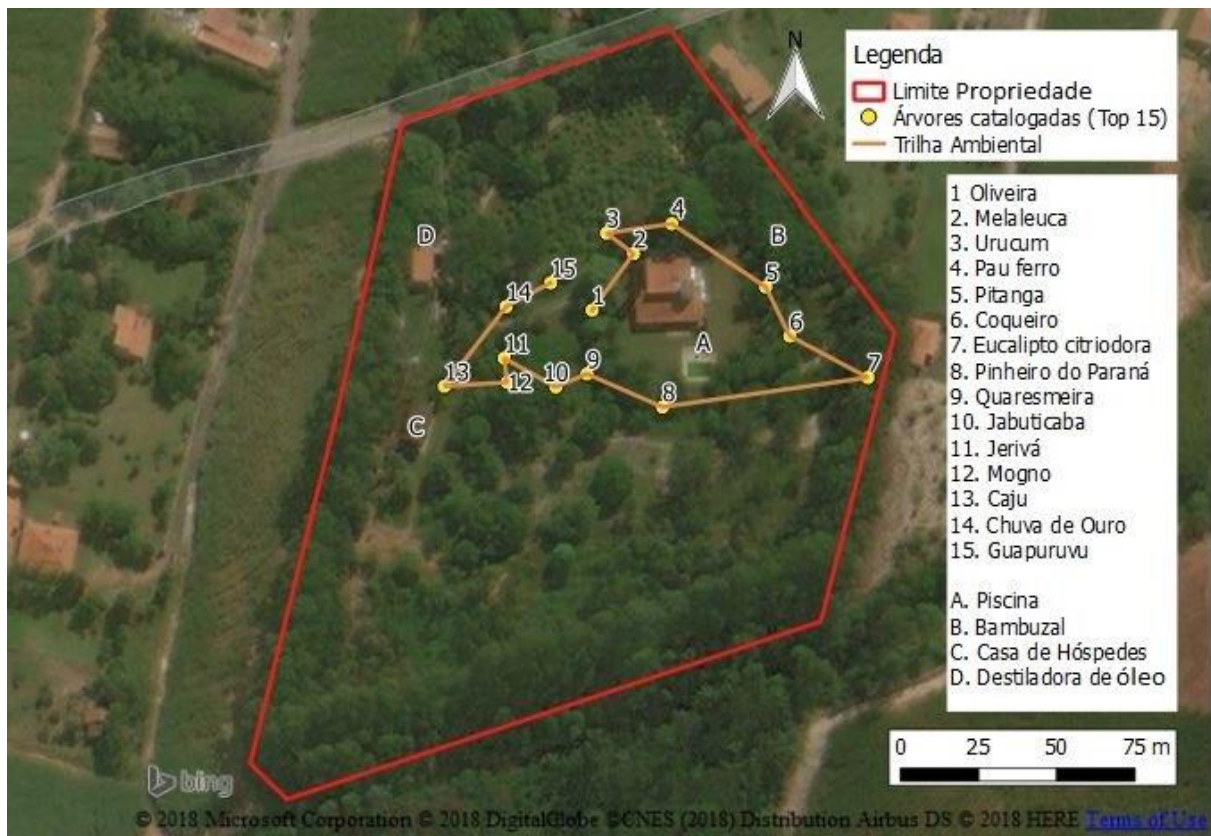 N
Legenda
Limite Propriedade
Árvores catalogadas (Top 15)
Trilha Ambiental
1 Oliveira
2. Melaleuca
3. Urucum
4. Pau ferro
5. Pitanga
6. Coqueiro
7. Eucalipto citriodora
8. Pinheiro do Paraná
9. Quaresmeira
10. Jabuticaba
11. Jerivá
12. Mogno
13. Caju
14. Chuva de Ouro
15. Guapuruvu
A. Piscina
B. Bambuzal
C. Casa de Hóspedes
D. Destiladora de óleo
3
4
D
B
2
15
5
14
1
6
A
11
9
7
13
12
10
8
C
0 25 50 75 m
bing
© 2018 Microsoft Corporation © 2018 DigitalGlobe ©CNES (2018) Distribution Airbus DS © 2018 HERE Terms of Use